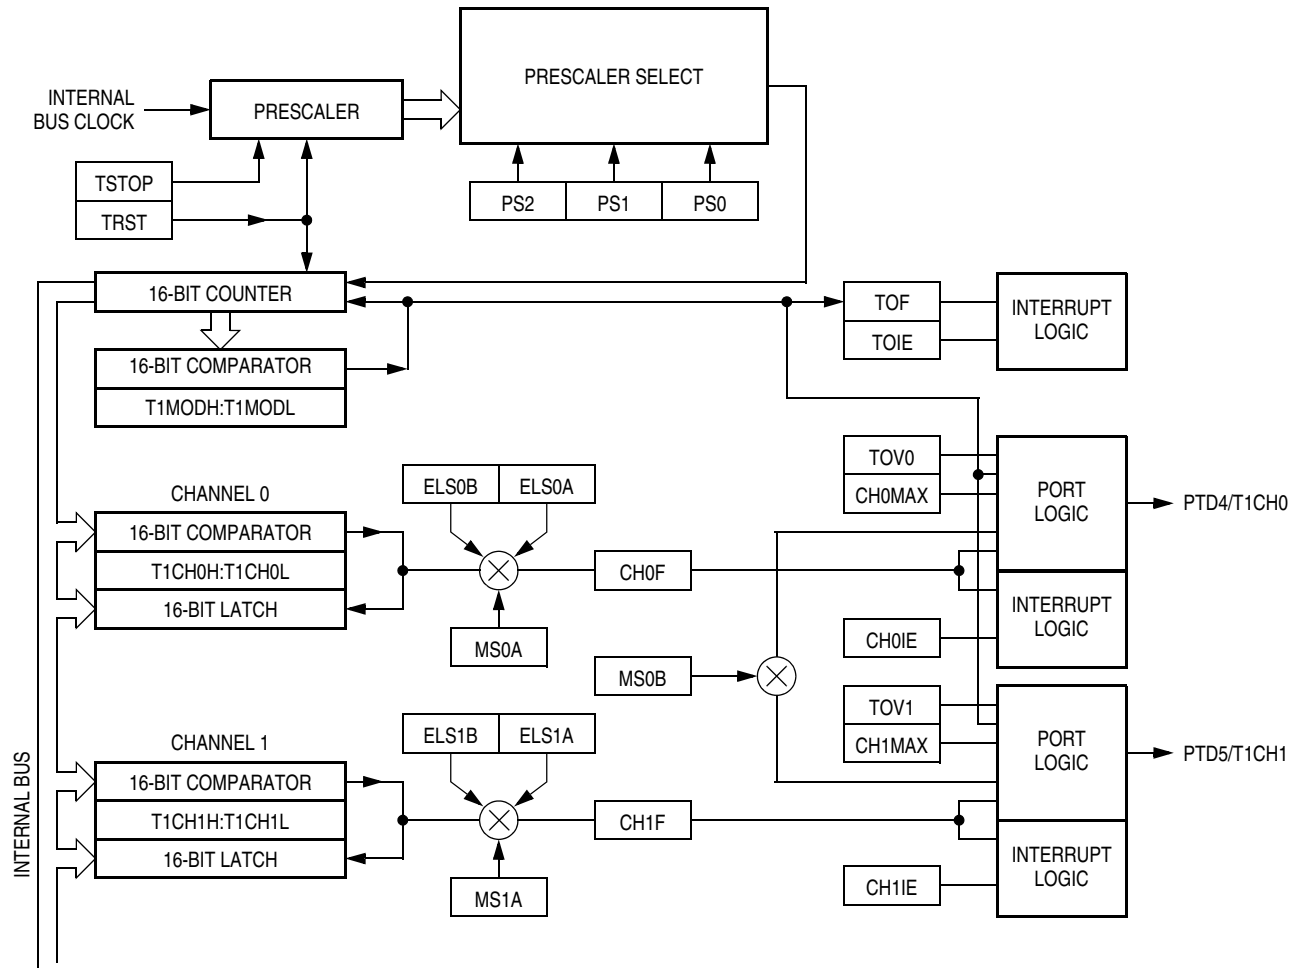 PRESCALER SELECT
INTERNAL
BUS CLOCK
PRESCALER
TSTOP
TRST
PS2
PS1
PS0
16-BIT COUNTER
16-BIT COMPARATOR
T1MODH:T1MODL
TOF
TOIE
INTERRUPT
LOGIC
CHANNEL 0
16-BIT COMPARATOR
T1CH0H:T1CH0L
16-BIT LATCH
ELS0B
ELS0A
MS0A
CH0F
TOV0
CH0MAX
PORT
LOGIC
PTD4/T1CH0
INTERRUPT
LOGIC
CH0IE
MS0B
CHANNEL 1
16-BIT COMPARATOR
T1CH1H:T1CH1L
16-BIT LATCH
ELS1B
ELS1A
MS1A
CH1F
TOV1
CH1MAX
PORT
LOGIC
PTD5/T1CH1
INTERRUPT
LOGIC
CH1IE
INTERNAL BUS